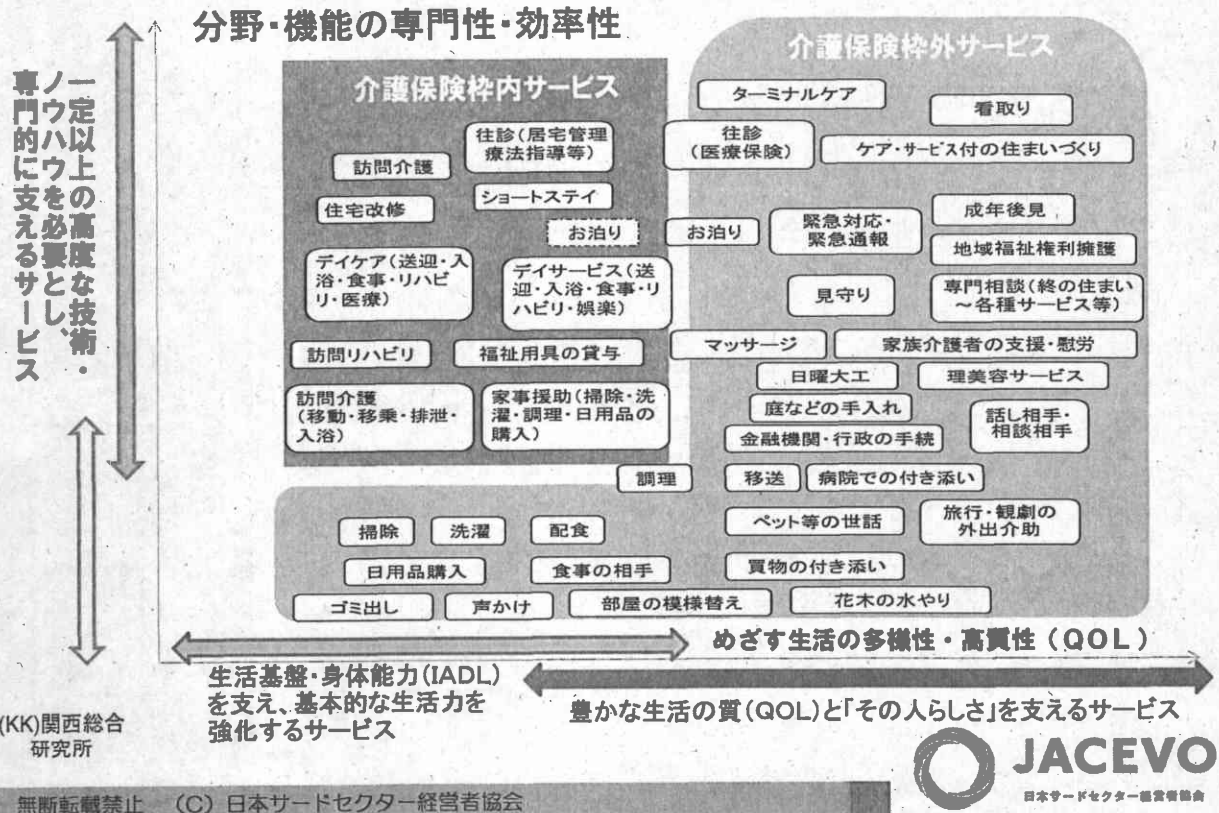 分野・機能の専門性・効率性
一定以上の高度な技術・
ノウハウを必要とし、
専門的に支えるサービス
介護保険枠内サービス
介護保険枠外サービス
訪問介護
往診(居宅管理
療法指導等)
住宅改修
ショートステイ
お泊り
デイケア(送迎・入
浴・食事・リハビ
リ・医療)
デイサービス(送
迎・入浴・食事・リ
ハビリ・娯楽)
訪問リハビリ
福祉用具の貸与
訪問介護
(移動・移乗・排泄・
入浴)
家事援助(掃除・洗
濯・調理・日用品の
購入)
ターミナルケア
看取り
往診
(医療保険)
ケア・サービス付の住まいづくり
お泊り
緊急対応・
緊急通報
成年後見
地域福祉権利擁護
見守り
専門相談(終の住まい
～各種サービス等)
マッサージ
家族介護者の支援・慰労
日曜大工
理美容サービス
庭などの手入れ
話し相手・
相談相手
金融機関・行政の手続
調理
移送
病院での付き添い
掃除
洗濯
配食
ペット等の世話
旅行・観劇の
外出介助
日用品購入
食事の相手
買物の付き添い
ゴミ出し
声かけ
部屋の模様替え
花木の水やり
めざす生活の多様性・高質性(QOL)
生活基盤・身体能力(IADL)
を支え、基本的な生活力を
強化するサービス
豊かな生活の質(QOL)と「その人らしさ」を支えるサービス
(KK)関西総合
研究所
JACEVO
日本サードセクター経営者協会
無断転載禁止 (C) 日本サードセクター経営者協会